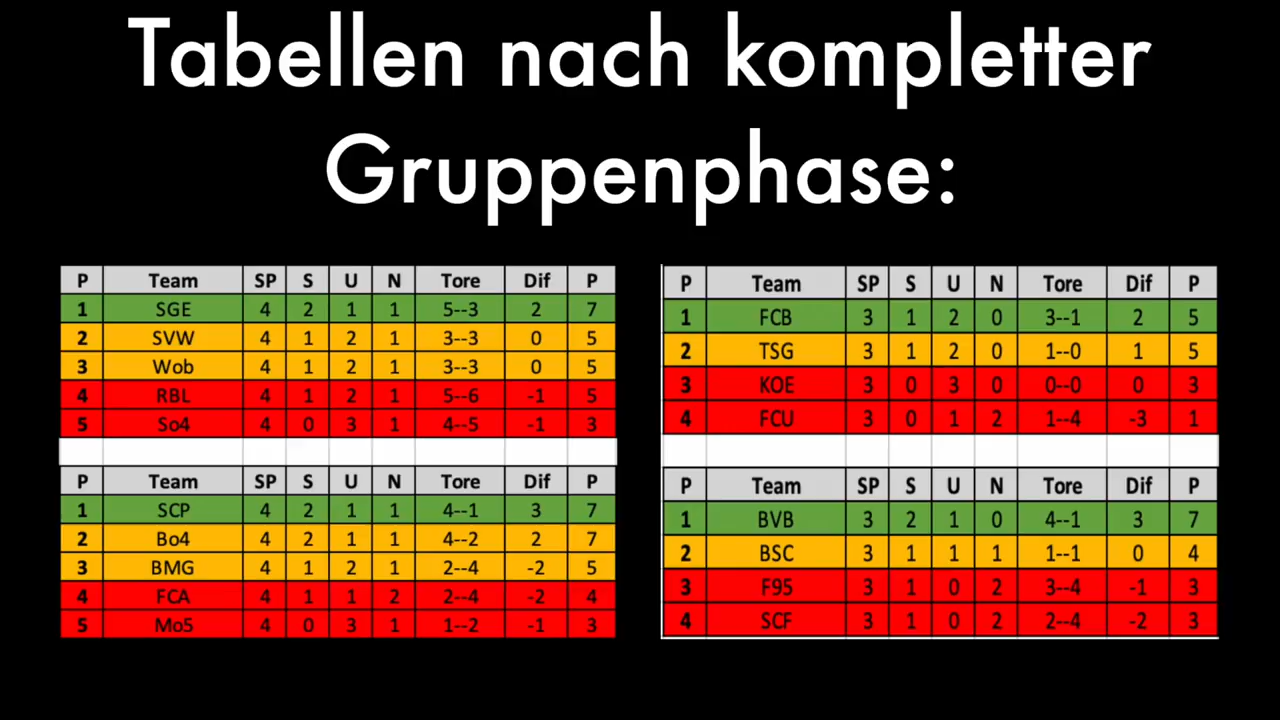 Tabellen nach kompletter
Gruppenphase:
P Team SP S U N Tore Dif P
1 SGE 4 2 1 1 5--3 2 7
2 SVW 4 1 2 1 3--3 0 5
3 Wob 4 1 2 1 3--3 0 5
4 RBL 4 1 2 1 5--6 -1 5
5 So4 4 0 3 1 4--5 -1 3
P Team SP S U N Tore Dif P
1 SCP 4 2 1 1 4--1 3 7
2 Bo4 4 2 1 1 4--2 2 7
3 BMG 4 1 2 1 2--4 -2 5
4 FCA 4 1 1 2 2--4 -2 4
5 Mo5 4 0 3 1 1--2 -1 3
P Team SP S U N Tore Dif P
1 FCB 3 1 2 0 3--1 2 5
2 TSG 3 1 2 0 1--0 1 5
3 KOE 3 0 3 0 0--0 0 3
4 FCU 3 0 1 2 1--4 -3 1
P Team SP S U N Tore Dif P
1 BVB 3 2 1 0 4--1 3 7
2 BSC 3 1 1 1 1--1 0 4
3 F95 3 1 0 2 3--4 -1 3
4 SCF 3 1 0 2 2--4 -2 3